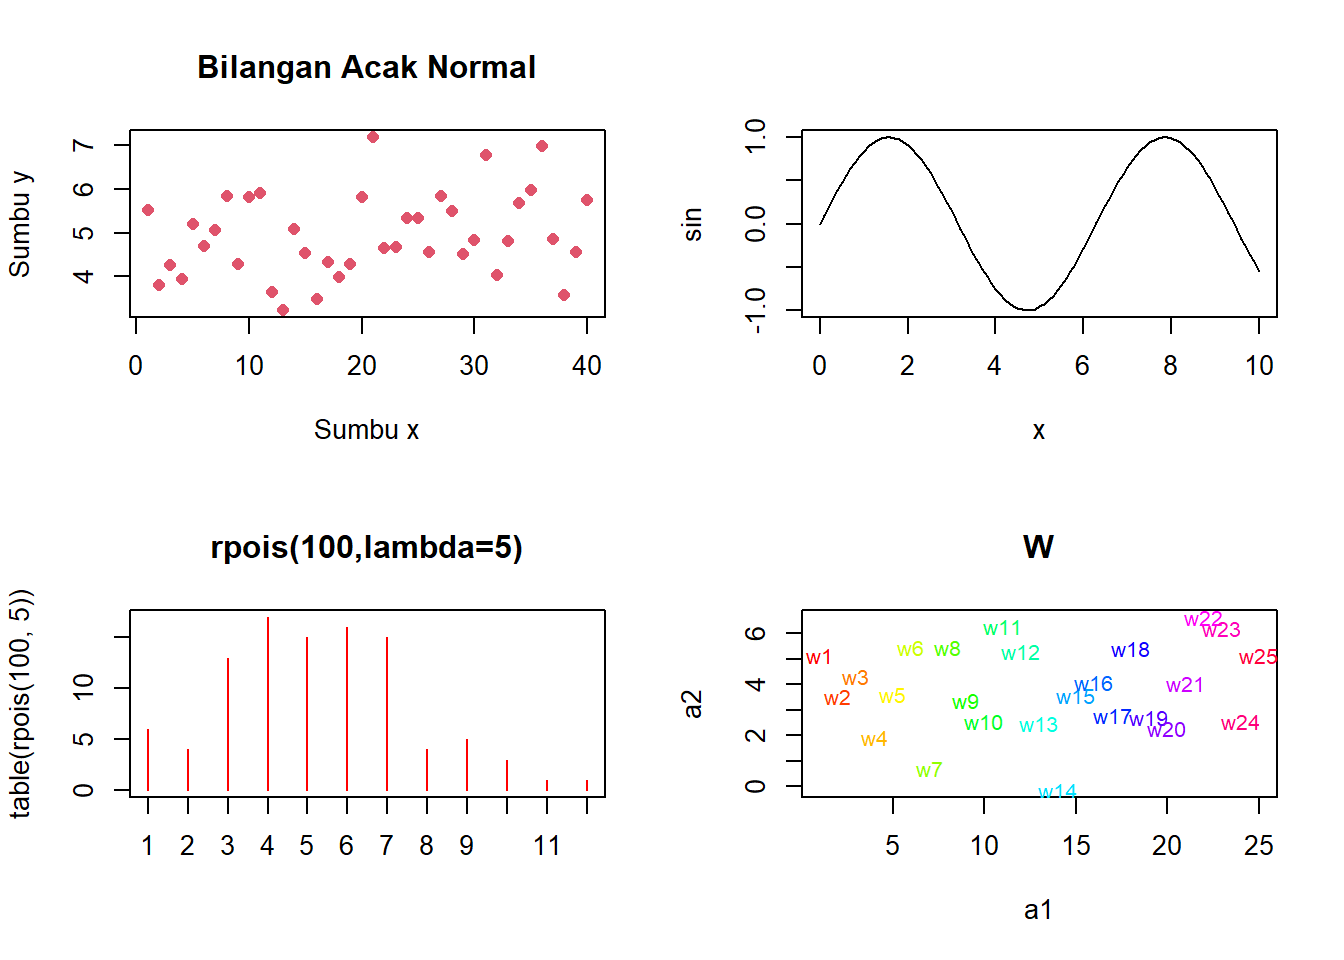 Bilangan Acak Normal
Sumbu y
7
6
5
4
0 10 20 30 40
Sumbu x
sin
1.0
0.0
-1.0
0 2 4 6 8 10
x
rpois(100,lambda=5)
table(rpois(100, 5))
10
5
0
1 2 3 4 5 6 7 8 9 11
W
a2
6
4
2
0
w1
w2
w3
w4
w5
w6
w7
w8
w9
w10
w11
w12
w13
w14
w15
w16
w17
w18
w19
w20
w21
w22
w23
w24
w25
5 10 15 20 25
a1